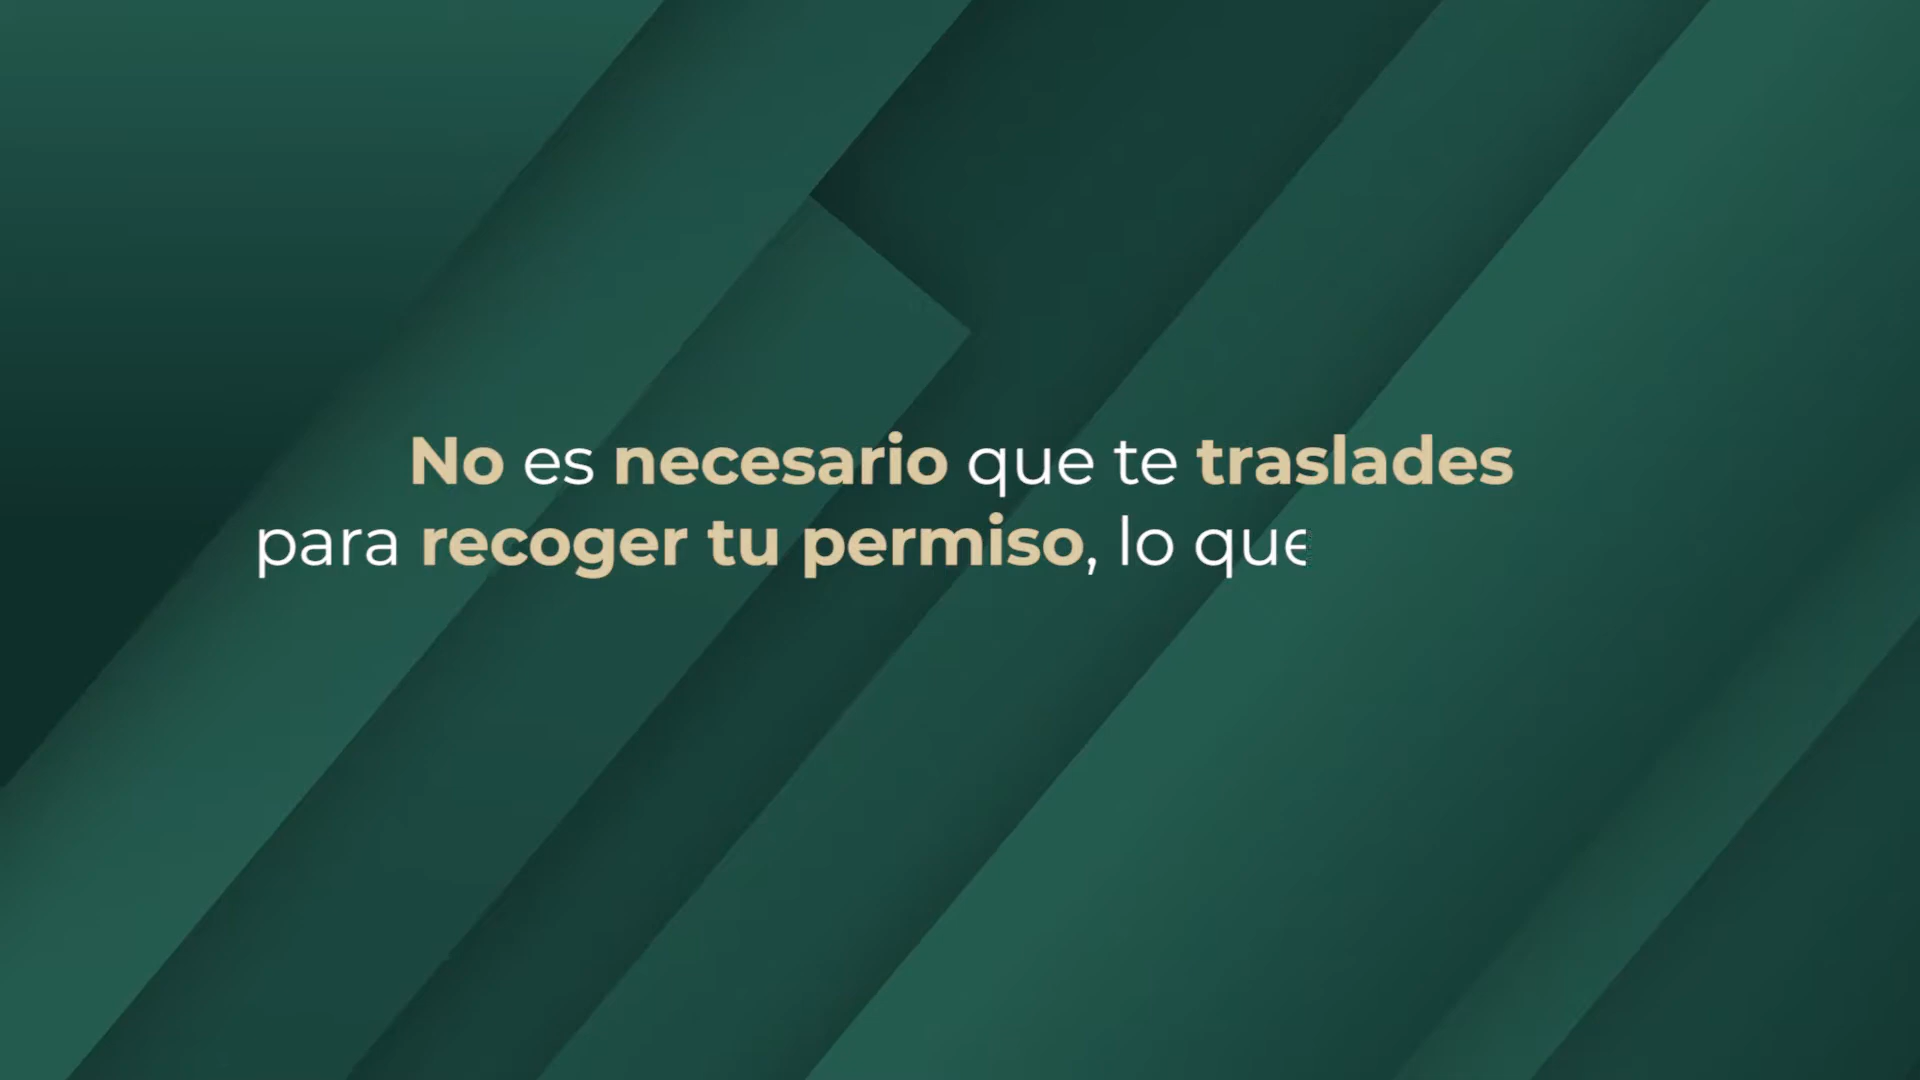 No es necesario que te traslades
para recoger tu permiso, lo que